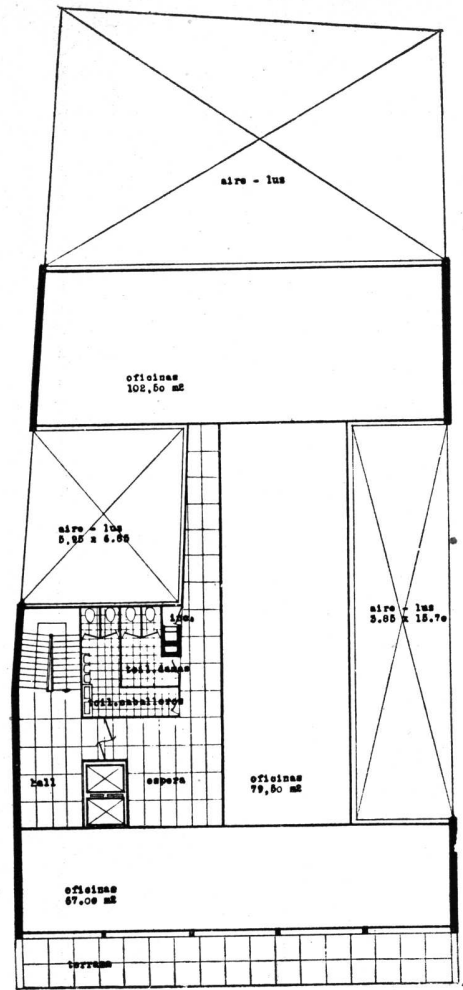 aire - luz
oficinas
102,50 m2
aire - luz
5,95 x 6.85
inc.
aire - luz
3.85 x 15.70
toil.damas
toil.caballeros
hall
espera
oficinas
79,50 m2
oficinas
67.00 m2
terraza